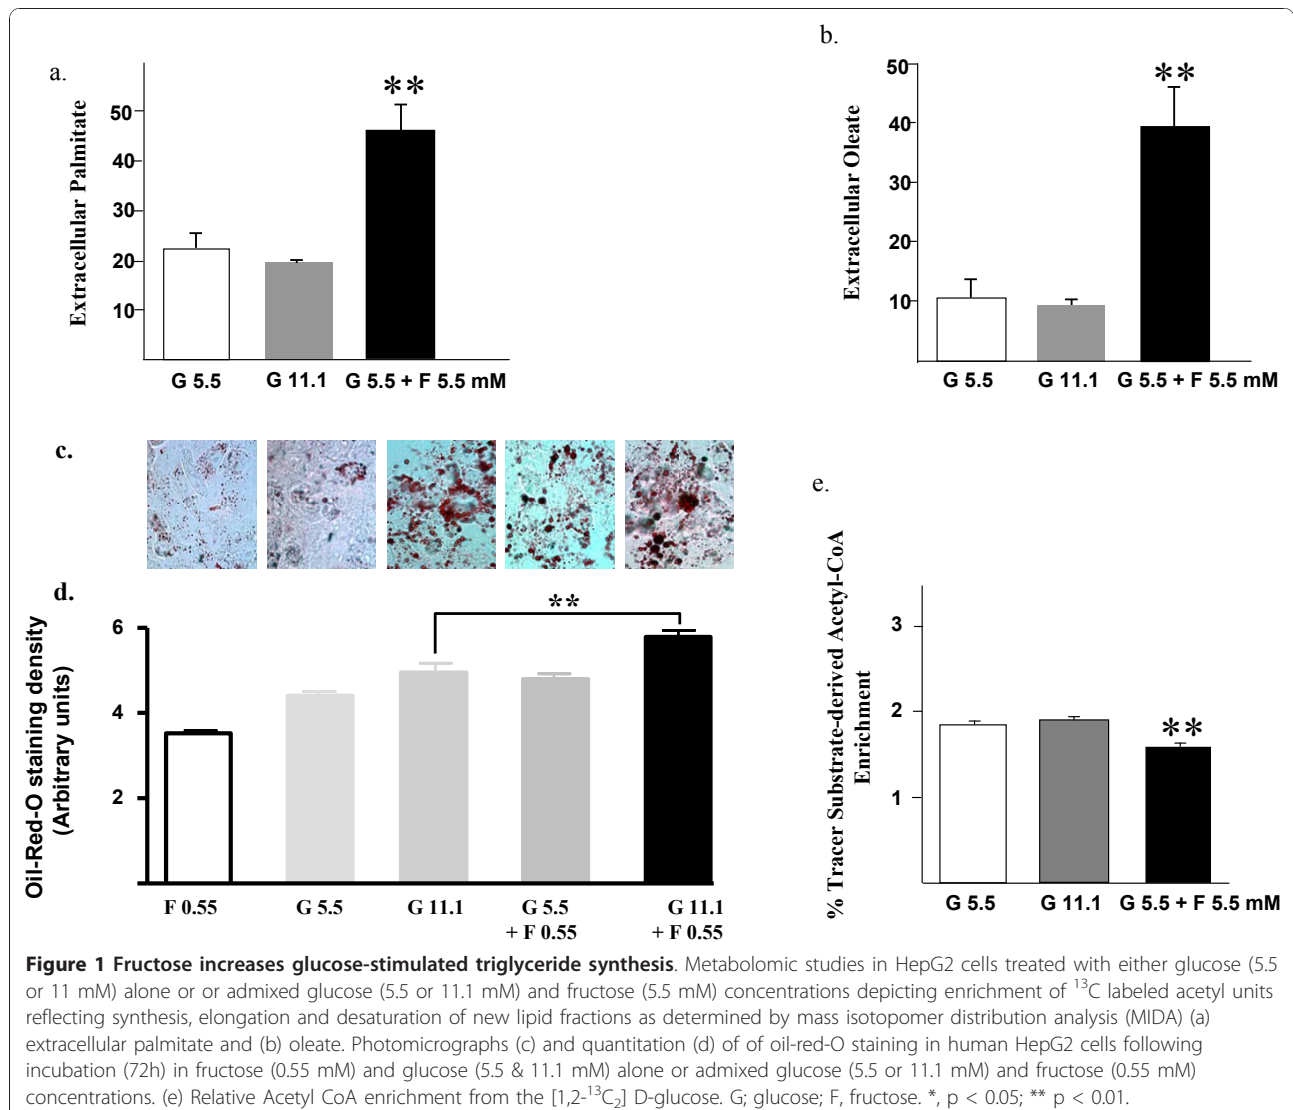 a.
Extracellular Palmitate
50
40
30
20
10
**
G 5.5 G 11.1 G 5.5 + F 5.5 mM
b.
Extracellular Oleate
50
40
30
20
10
**
G 5.5 G 11.1 G 5.5 + F 5.5 mM
c.
d.
Oil-Red-O staining density
(Arbitrary units)
6
4
2
**
F 0.55 G 5.5 G 11.1 G 5.5 G 11.1
+ F 0.55 + F 0.55
e.
% Tracer Substrate-derived Acetyl-CoA
Enrichment
3
2
1
**
G 5.5 G 11.1 G 5.5 + F 5.5 mM
Figure 1 Fructose increases glucose-stimulated triglyceride synthesis. Metabolomic studies in HepG2 cells treated with either glucose (5.5
or 11 mM) alone or or admixed glucose (5.5 or 11.1 mM) and fructose (5.5 mM) concentrations depicting enrichment of ¹³C labeled acetyl units
reflecting synthesis, elongation and desaturation of new lipid fractions as determined by mass isotopomer distribution analysis (MIDA) (a)
extracellular palmitate and (b) oleate. Photomicrographs (c) and quantitation (d) of of oil-red-O staining in human HepG2 cells following
incubation (72h) in fructose (0.55 mM) and glucose (5.5 & 11.1 mM) alone or admixed glucose (5.5 or 11.1 mM) and fructose (0.55 mM)
concentrations. (e) Relative Acetyl CoA enrichment from the [1,2-¹³C₂] D-glucose. G; glucose; F, fructose. *, p < 0.05; ** p < 0.01.